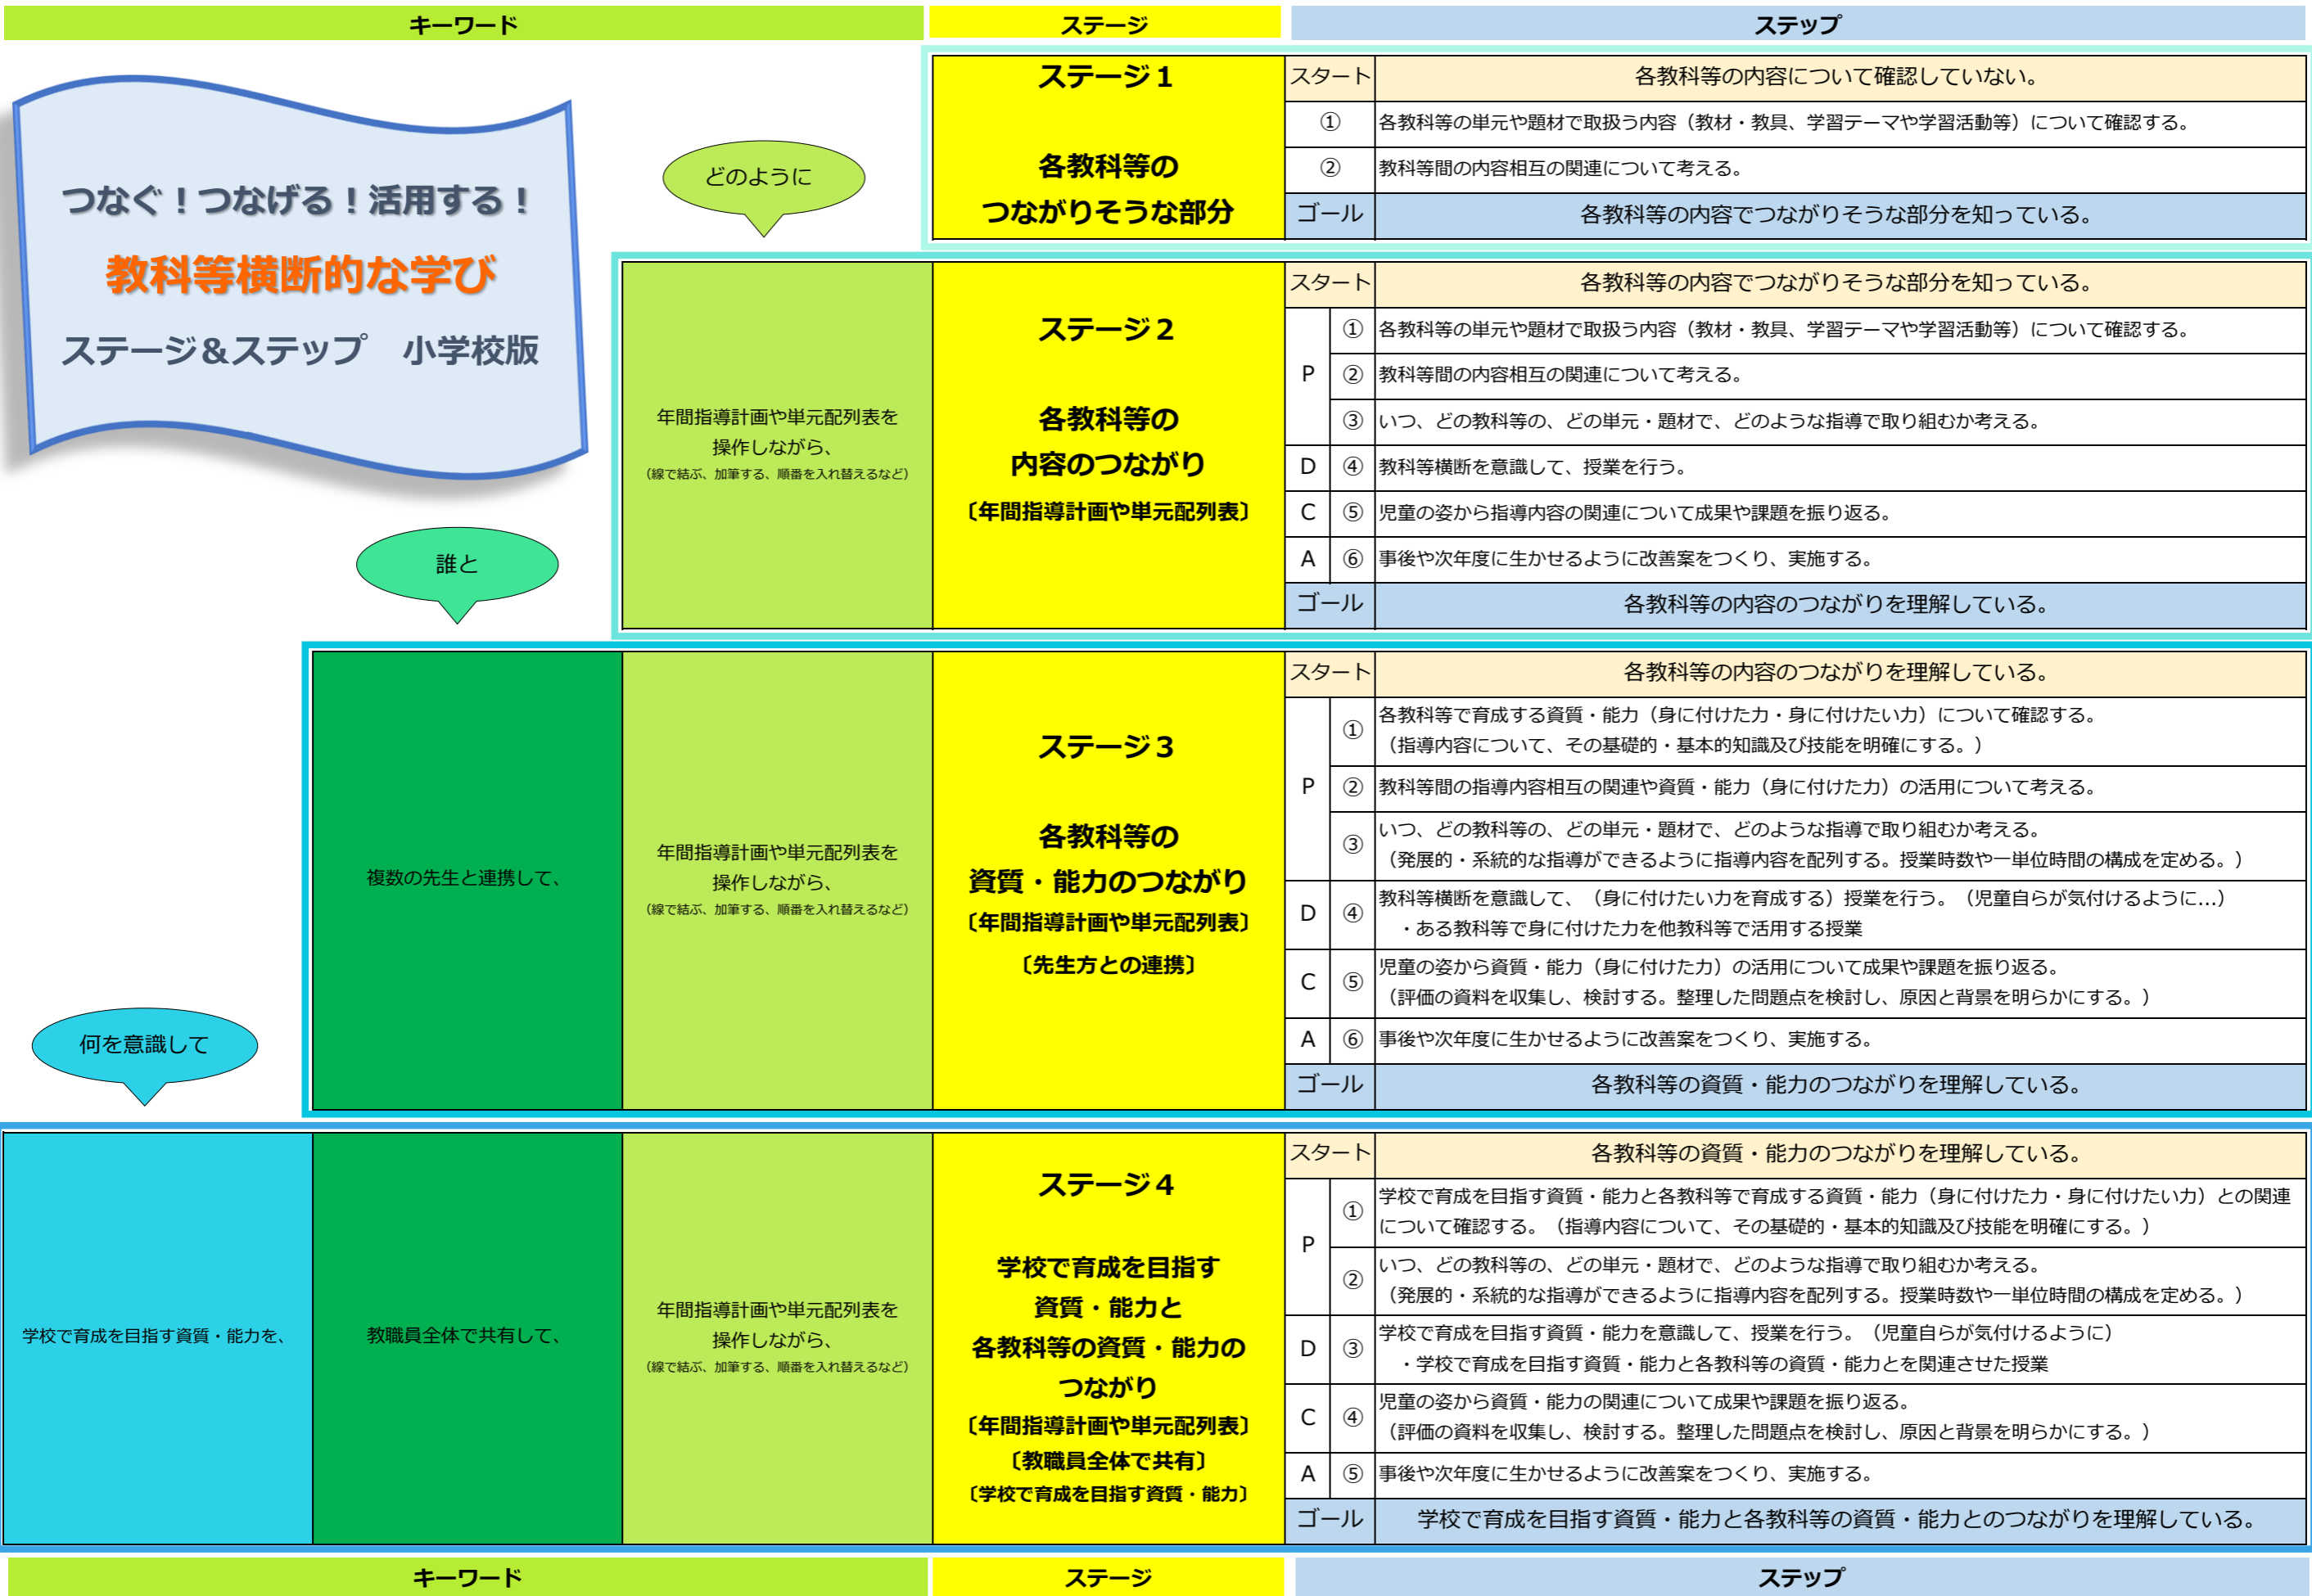 キーワード
ステージ
ステップ
つなぐ！つなげる！活用する！
教科等横断的な学び
ステージ＆ステップ　小学校版
どのように
ステージ１
各教科等の
つながりそうな部分
スタート
各教科等の内容について確認していない。
①
各教科等の単元や題材で取扱う内容（教材・教具、学習テーマや学習活動等）について確認する。
②
教科等間の内容相互の関連について考える。
ゴール
各教科等の内容でつながりそうな部分を知っている。
年間指導計画や単元配列表を
操作しながら、
（線で結ぶ、加筆する、順番を入れ替えるなど）
ステージ２
各教科等の
内容のつながり
〔年間指導計画や単元配列表〕
スタート
各教科等の内容でつながりそうな部分を知っている。
P
①
各教科等の単元や題材で取扱う内容（教材・教具、学習テーマや学習活動等）について確認する。
②
教科等間の内容相互の関連について考える。
③
いつ、どの教科等の、どの単元・題材で、どのような指導で取り組むか考える。
D
④
教科等横断を意識して、授業を行う。
C
⑤
児童の姿から指導内容の関連について成果や課題を振り返る。
A
⑥
事後や次年度に生かせるように改善案をつくり、実施する。
ゴール
各教科等の内容のつながりを理解している。
誰と
複数の先生と連携して、
年間指導計画や単元配列表を
操作しながら、
（線で結ぶ、加筆する、順番を入れ替えるなど）
ステージ３
各教科等の
資質・能力のつながり
〔年間指導計画や単元配列表〕
〔先生方との連携〕
スタート
各教科等の内容のつながりを理解している。
P
①
各教科等で育成する資質・能力（身に付けた力・身に付けたい力）について確認する。
（指導内容について、その基礎的・基本的知識及び技能を明確にする。）
②
教科等間の指導内容相互の関連や資質・能力（身に付けた力）の活用について考える。
③
いつ、どの教科等の、どの単元・題材で、どのような指導で取り組むか考える。
（発展的・系統的な指導ができるように指導内容を配列する。授業時数や一単位時間の構成を定める。）
D
④
教科等横断を意識して、（身に付けたい力を育成する）授業を行う。（児童自らが気付けるように…）
・ある教科等で身に付けた力を他教科等で活用する授業
C
⑤
児童の姿から資質・能力（身に付けた力）の活用について成果や課題を振り返る。
（評価の資料を収集し、検討する。整理した問題点を検討し、原因と背景を明らかにする。）
A
⑥
事後や次年度に生かせるように改善案をつくり、実施する。
ゴール
各教科等の資質・能力のつながりを理解している。
何を意識して
学校で育成を目指す資質・能力を、
教職員全体で共有して、
年間指導計画や単元配列表を
操作しながら、
（線で結ぶ、加筆する、順番を入れ替えるなど）
ステージ４
学校で育成を目指す
資質・能力と
各教科等の資質・能力の
つながり
〔年間指導計画や単元配列表〕
〔教職員全体で共有〕
〔学校で育成を目指す資質・能力〕
スタート
各教科等の資質・能力のつながりを理解している。
P
①
学校で育成を目指す資質・能力と各教科等で育成する資質・能力（身に付けた力・身に付けたい力）との関連
について確認する。（指導内容について、その基礎的・基本的知識及び技能を明確にする。）
②
いつ、どの教科等の、どの単元・題材で、どのような指導で取り組むか考える。
（発展的・系統的な指導ができるように指導内容を配列する。授業時数や一単位時間の構成を定める。）
D
③
学校で育成を目指す資質・能力を意識して、授業を行う。（児童自らが気付けるように）
・学校で育成を目指す資質・能力と各教科等の資質・能力とを関連させた授業
C
④
児童の姿から資質・能力の関連について成果や課題を振り返る。
（評価の資料を収集し、検討する。整理した問題点を検討し、原因と背景を明らかにする。）
A
⑤
事後や次年度に生かせるように改善案をつくり、実施する。
ゴール
学校で育成を目指す資質・能力と各教科等の資質・能力とのつながりを理解している。
キーワード
ステージ
ステップ